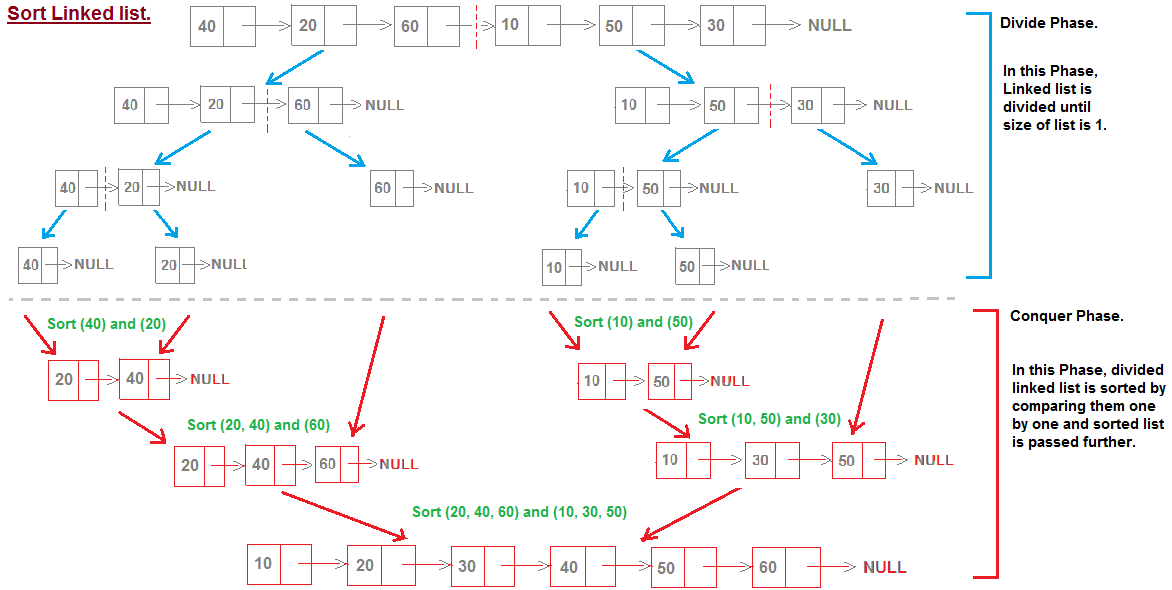 Sort Linked list.
40 20 60 10 50 30 NULL
Divide Phase.
In this Phase,
Linked list is
divided until
size of list is 1.
40 20 60 NULL
10 50 30 NULL
40 20 NULL
60 NULL
10 50 NULL
30 NULL
40 NULL
20 NULL
10 NULL
50 NULL
Sort (40) and (20)
Sort (10) and (50)
Conquer Phase.
In this Phase, divided
linked list is sorted by
comparing them one
by one and sorted list
is passed further.
20 40 NULL
10 50 NULL
Sort (20, 40) and (60)
Sort (10, 50) and (30)
20 40 60 NULL
10 30 50 NULL
Sort (20, 40, 60) and (10, 30, 50)
10 20 30 40 50 60 NULL